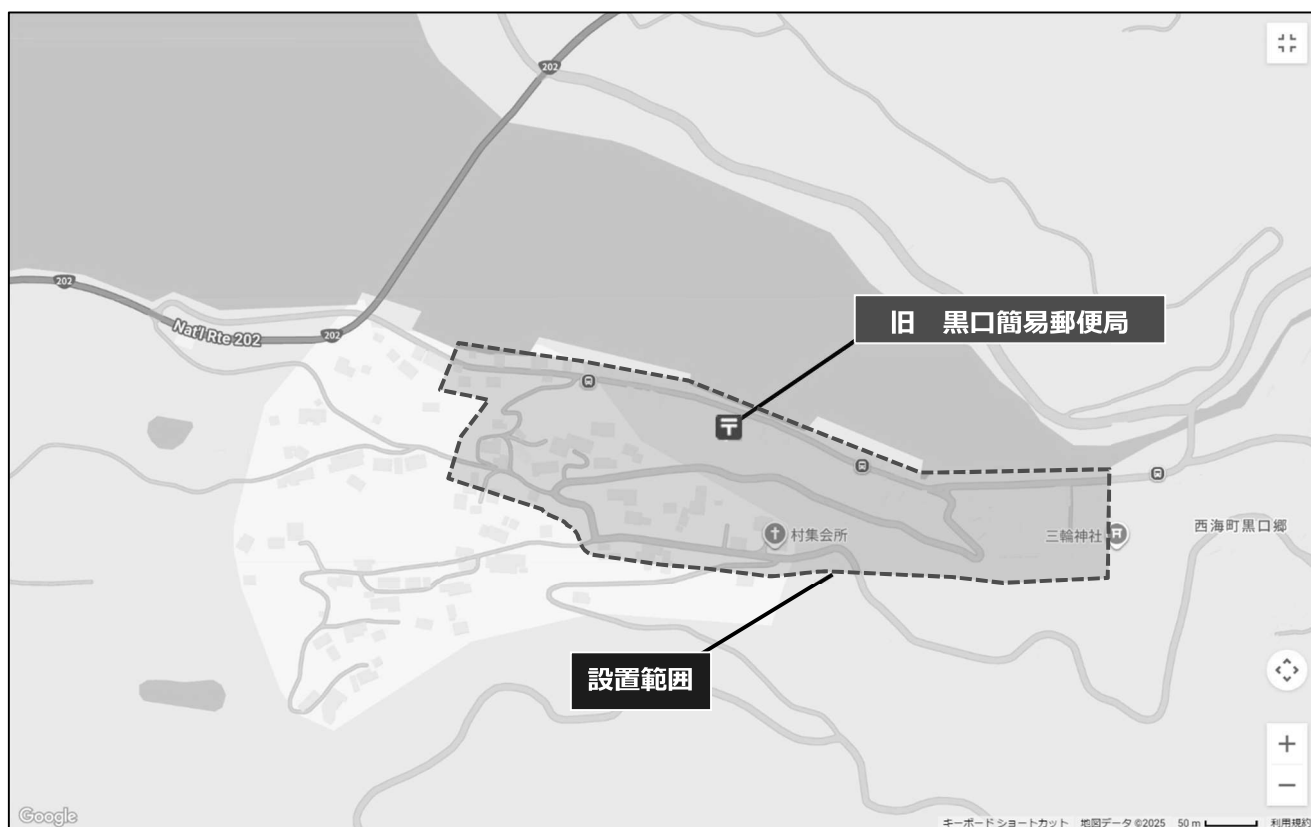 202
202
Nat'l Rte 202
202
旧　黒口簡易郵便局
村集会所
三輪神社
西海町黒口郷
設置範囲
Google
キーボード ショートカット　地図データ ©2025　50 m　利用規約